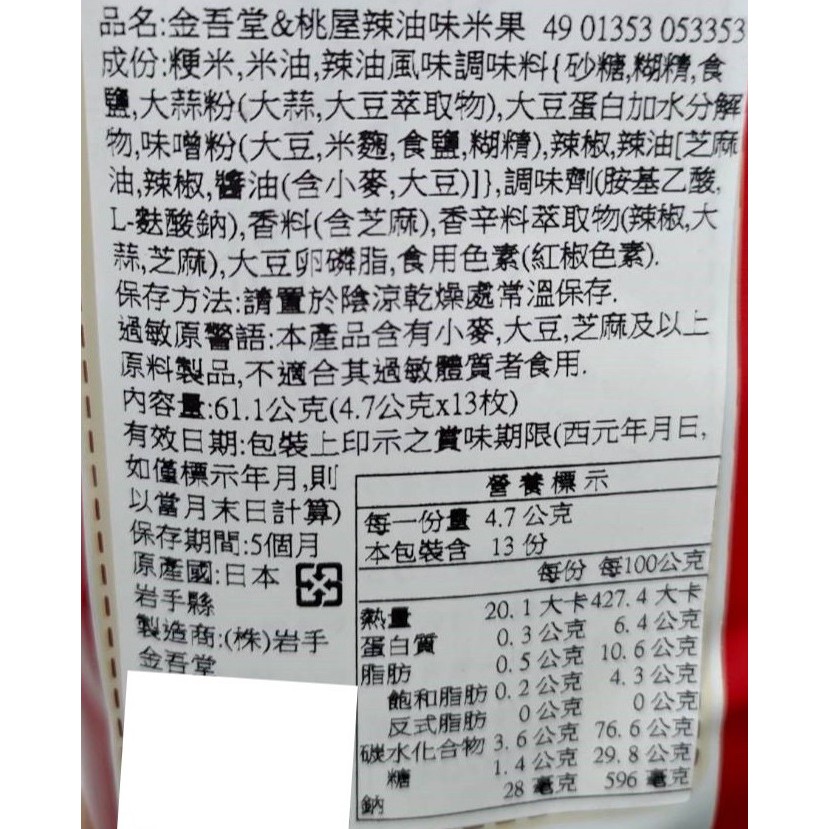 品名:金吾堂&桃屋辣油味米果 49 01353 053353
成份:粳米,米油,辣油風味調味料{砂糖,糊精,食
鹽,大蒜粉(大蒜,大豆萃取物),大豆蛋白加水分解
物,味噌粉(大豆,米麴,食鹽,糊精),辣椒,辣油[芝麻
油,辣椒,醬油(含小麥,大豆)]},調味劑(胺基乙酸,
L-麩酸鈉),香料(含芝麻),香辛料萃取物(辣椒,大
蒜,芝麻),大豆卵磷脂,食用色素(紅椒色素).
保存方法:請置於陰涼乾燥處常溫保存.
過敏原警語:本產品含有小麥,大豆,芝麻及以上
原料製品,不適合其過敏體質者食用.
內容量:61.1公克(4.7公克x13枚)
有效日期:包裝上印示之賞味期限(西元年月日,
如僅標示年月,則
以當月末日計算)
保存期間:5個月
原產國:日本
岩手縣
製造商:(株)岩手
金吾堂
營養標示
每一份量 4.7 公克
本包裝含 13 份
每份 每100公克
熱量 20.1 大卡 427.4 大卡
蛋白質 0.3 公克 6.4 公克
脂肪 0.5 公克 10.6 公克
飽和脂肪 0.2 公克 4.3 公克
反式脂肪 0 公克 0 公克
碳水化合物 3.6 公克 76.6 公克
糖 1.4 公克 29.8 公克
鈉 28 毫克 596 毫克